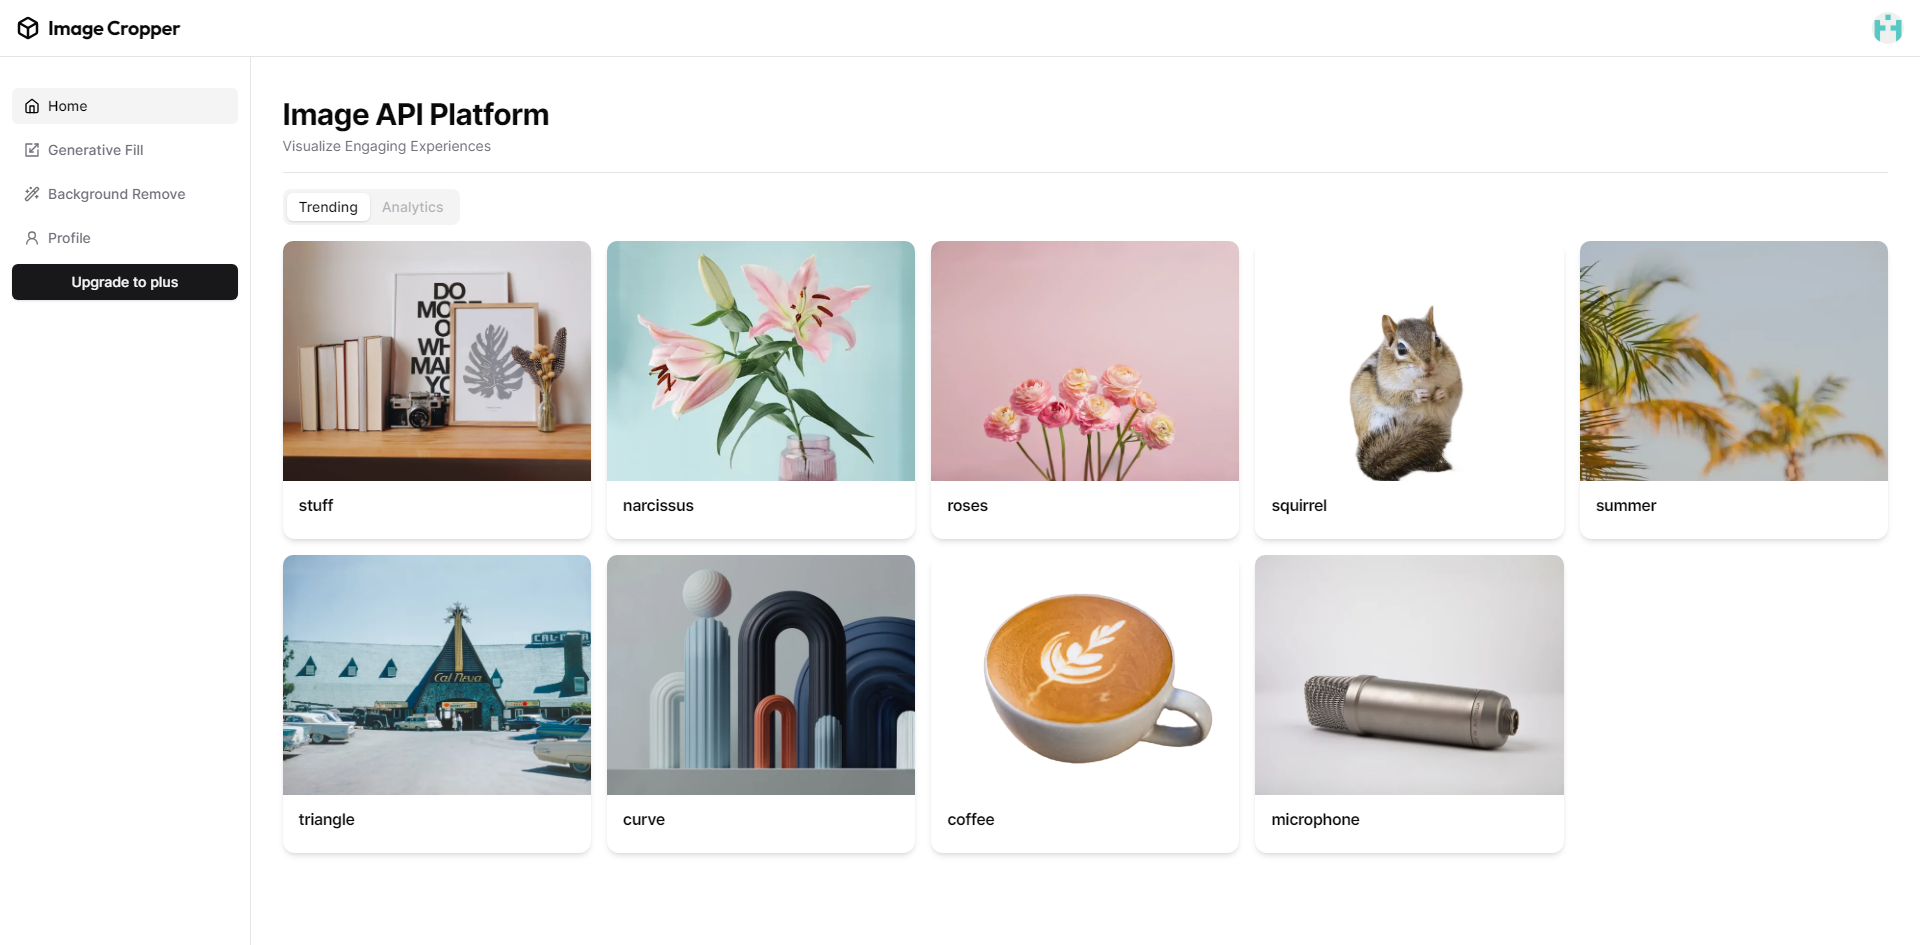 Image Cropper
Home
Generative Fill
Background Remove
Profile
Upgrade to plus
Image API Platform
Visualize Engaging Experiences
Trending
Analytics
DO
MO
O
WH
MA
YO
stuff
narcissus
roses
squirrel
summer
CAL-NEVA
Cal Neva
triangle
curve
coffee
microphone